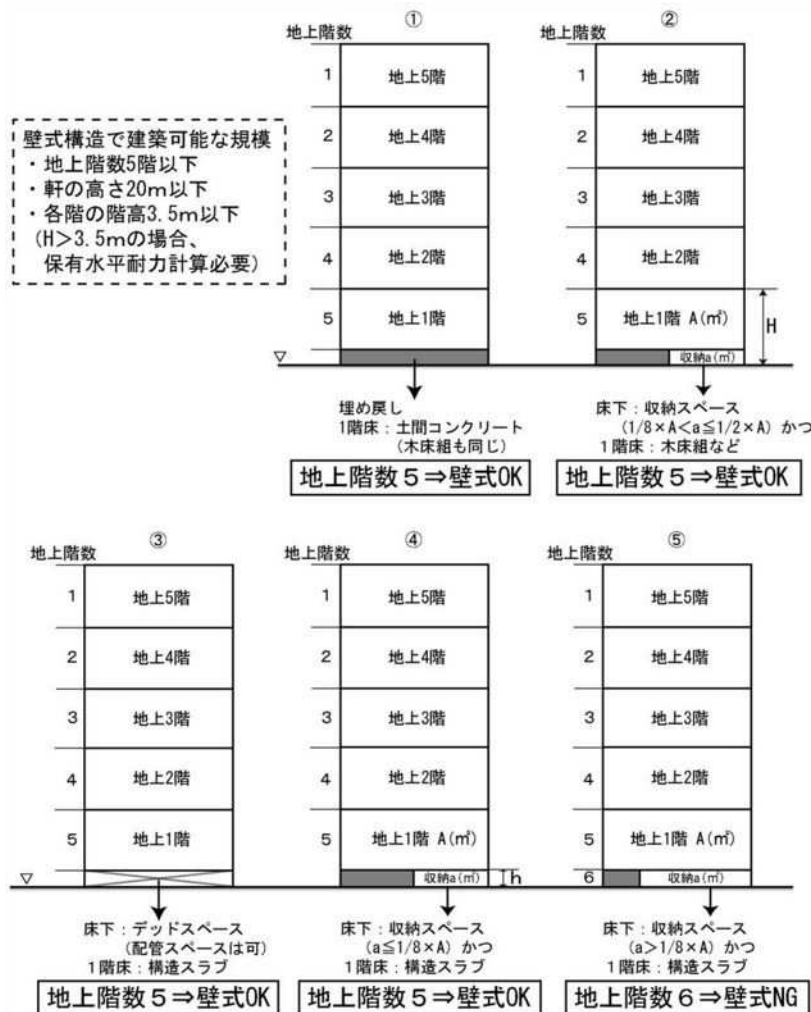 壁式構造で建築可能な規模
・地上階数5階以下
・軒の高さ20m以下
・各階の階高3.5m以下
(H>3.5mの場合、
保有水平耐力計算必要)
①
地上階数
1 地上5階
2 地上4階
3 地上3階
4 地上2階
5 地上1階
▽
埋め戻し
1階床:土間コンクリート
(木床組も同じ)
地上階数5⇒壁式OK
②
地上階数
1 地上5階
2 地上4階
3 地上3階
4 地上2階
5 地上1階 A(㎡)
H
収納a(㎡)
床下:収納スペース
(1/8×A<a≦1/2×A)かつ
1階床:木床組など
地上階数5⇒壁式OK
③
地上階数
1 地上5階
2 地上4階
3 地上3階
4 地上2階
5 地上1階
▽
床下:デッドスペース
(配管スペースは可)
1階床:構造スラブ
地上階数5⇒壁式OK
④
地上階数
1 地上5階
2 地上4階
3 地上3階
4 地上2階
5 地上1階 A(㎡)
収納a(㎡) h
床下:収納スペース
(a≦1/8×A)かつ
1階床:構造スラブ
地上階数5⇒壁式OK
⑤
地上階数
1 地上5階
2 地上4階
3 地上3階
4 地上2階
5 地上1階 A(㎡)
6 収納a(㎡)
床下:収納スペース
(a>1/8×A)かつ
1階床:構造スラブ
地上階数6⇒壁式NG